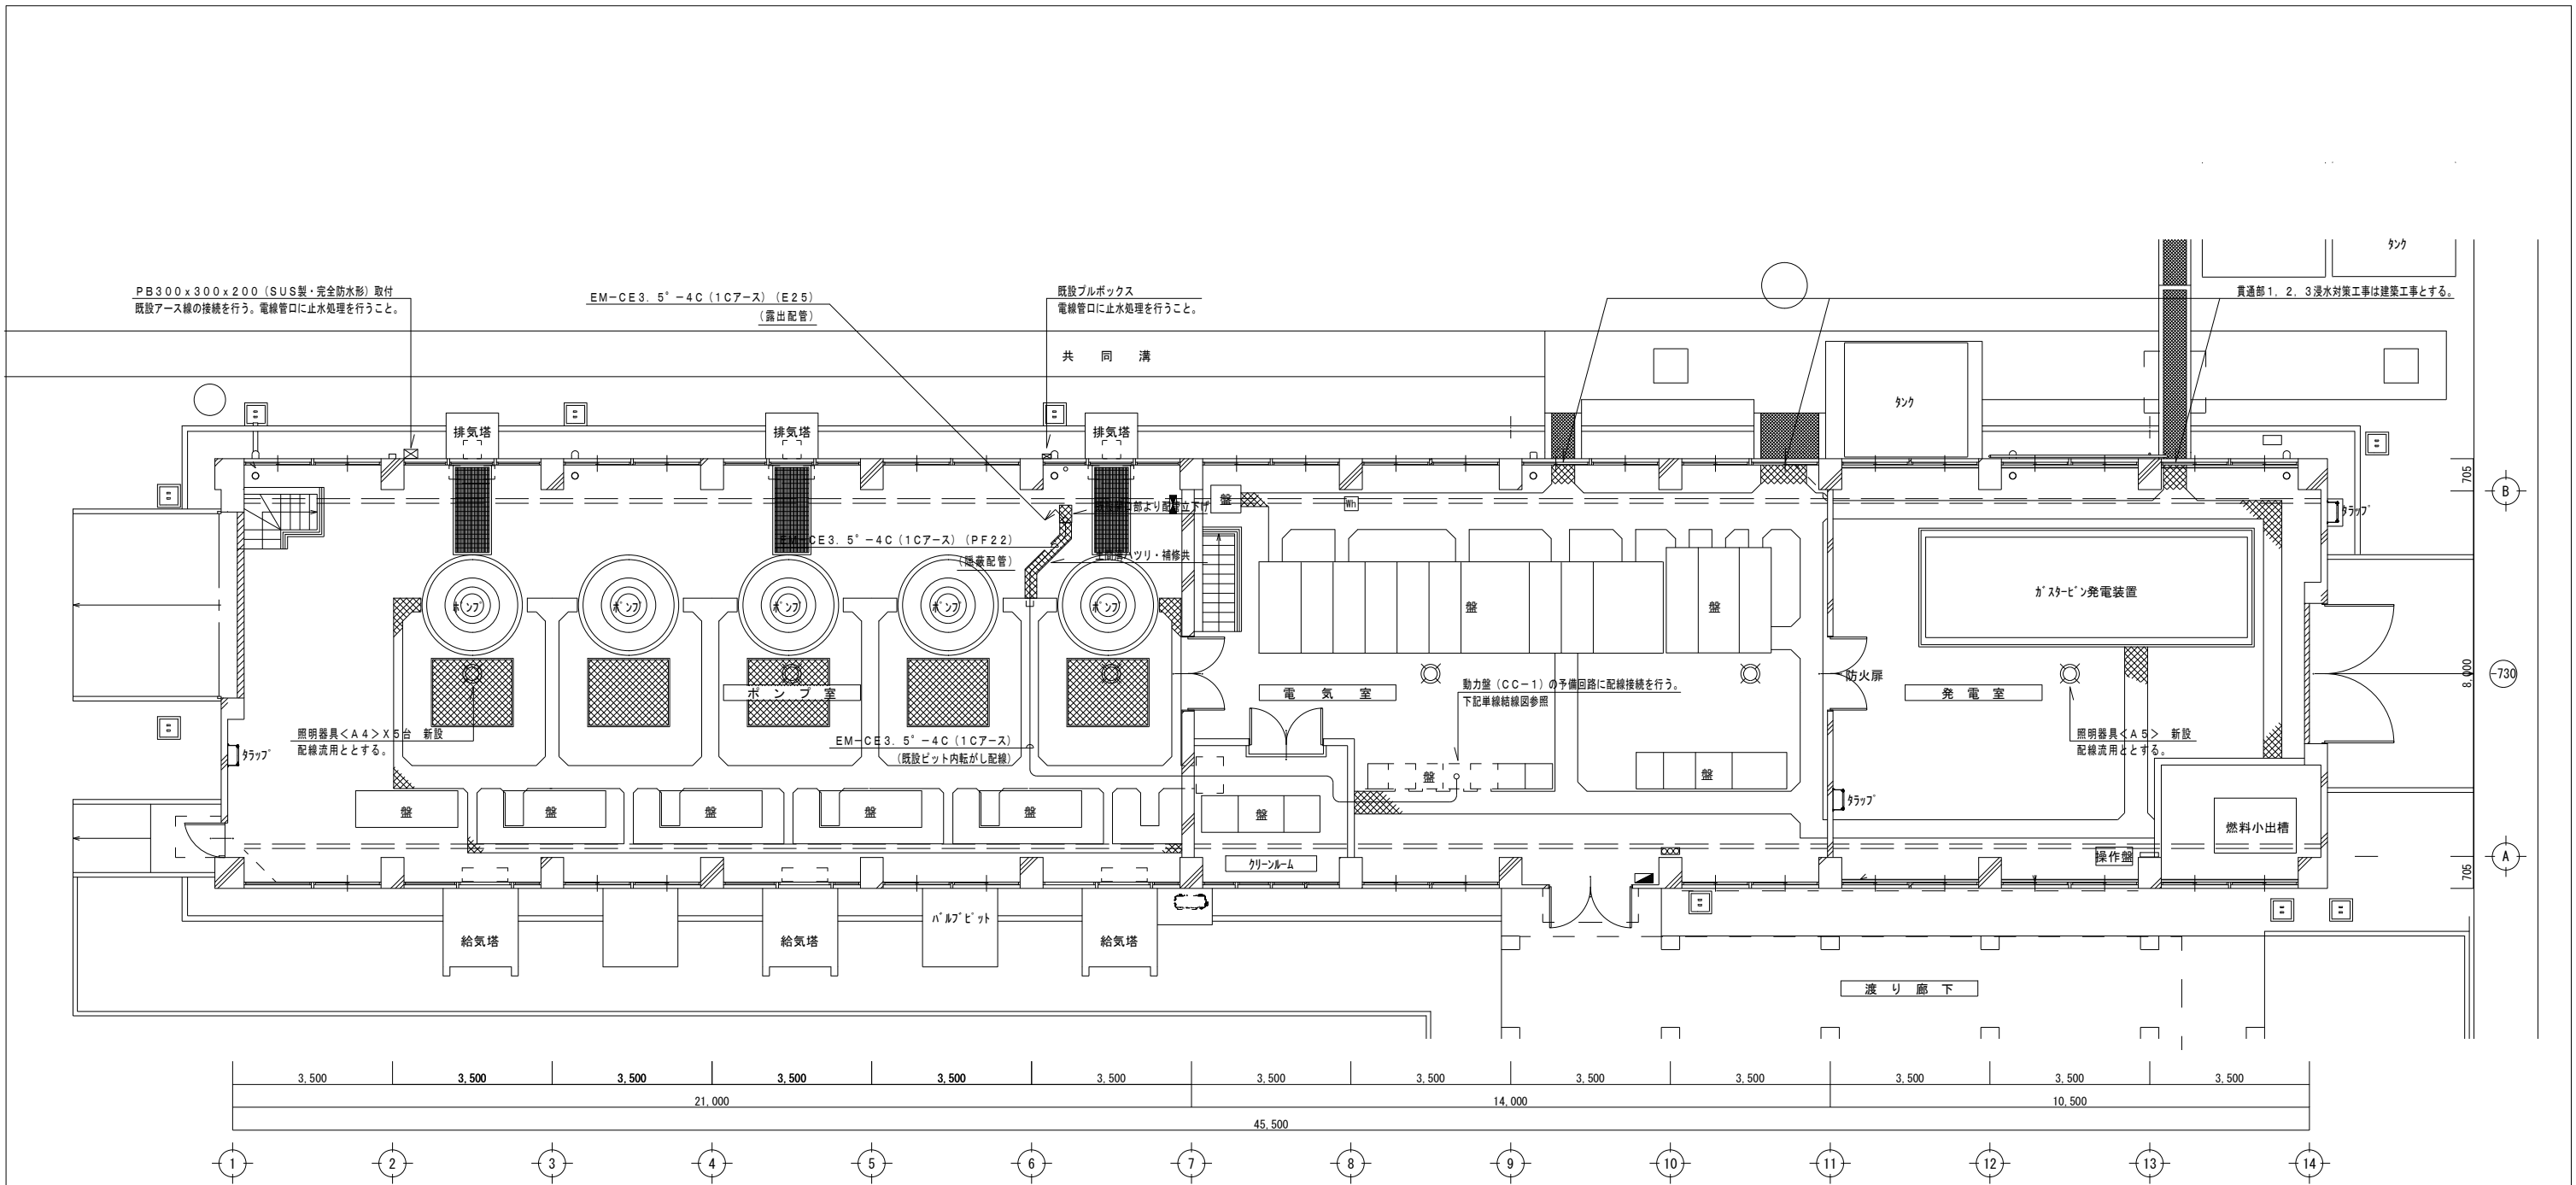 タンク
PB300x300x200(SUS製・完全防水形)取付
既設アース線の接続を行う。電線管口に止水処理を行うこと。
EM-CE3.5°-4C(1Cアース)(E25)
(露出配管)
既設プルボックス
電線管口に止水処理を行うこと。
貫通部1,2,3浸水対策工事は建築工事とする。
共 同 溝
タンク
排気塔
排気塔
排気塔
705
B
盤
Wh
タラップ
より配管立下げ
EM-CE3.5°-4C(1Cアース)(PF22)
(隠蔽配管)
ハツリ・補修共
ポンプ
ポンプ
ポンプ
ポンプ
ポンプ
盤
盤
ガスタービン発電装置
ポ ン プ 室
電 気 室
動力盤(CC-1)の予備回路に配線接続を行う。
下記単線結線図参照
防火扉
発 電 室
8,000
-730
照明器具<A4>X5台 新設
配線流用ととする。
EM-CE3.5°-4C(1Cアース)
(既設ピット内転がし配線)
照明器具<A5> 新設
配線流用ととする。
タラップ
盤
盤
タラップ
盤
盤
盤
盤
盤
盤
燃料小出槽
クリーンルーム
操作盤
A
705
バルブピット
給気塔
給気塔
給気塔
渡 り 廊 下
3,500
3,500
3,500
3,500
3,500
3,500
3,500
3,500
3,500
3,500
3,500
3,500
3,500
21,000
14,000
10,500
45,500
1
2
3
4
5
6
7
8
9
10
11
12
13
14